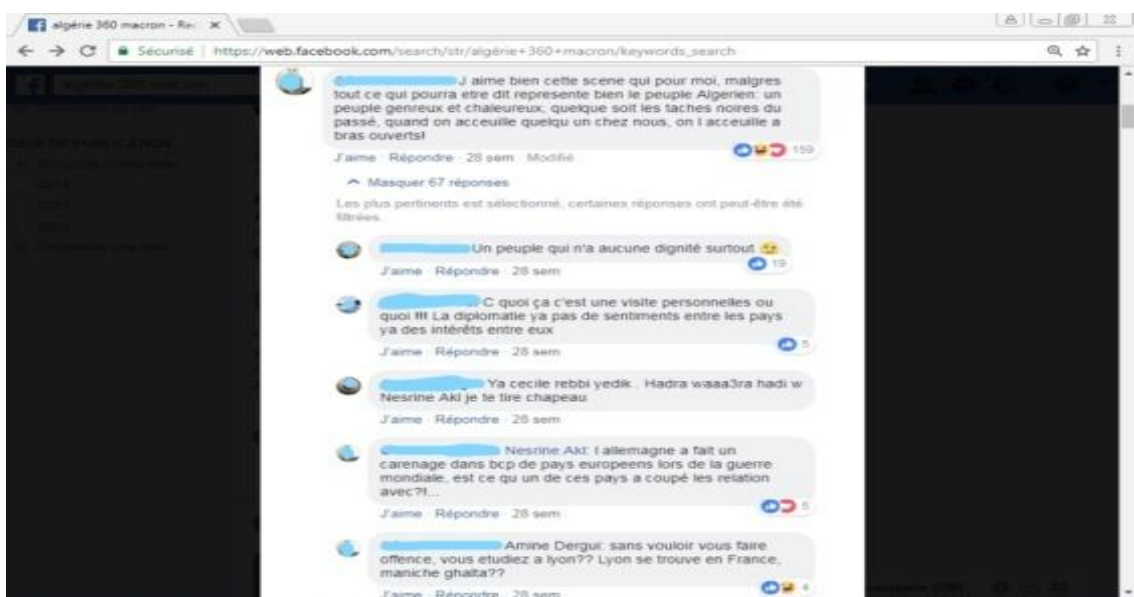 algérie 360 macron - Rec
Sécurisé https://web.facebook.com/search/str/algérie+360+macron/keywords_search
J aime bien cette scene qui pour moi, malgres
tout ce qui pourra etre dit represente bien le peuple Algerien: un
peuple genreux et chaleureux, quelque soit les taches noires du
passé, quand on acceuille quelqu un chez nous, on l acceuille a
bras ouverts!
159
J'aime · Répondre · 28 sem · Modifié
Masquer 67 réponses
Les plus pertinents est sélectionné, certaines réponses ont peut-être été
filtrées.
Un peuple qui n'a aucune dignité surtout
19
J'aime · Répondre · 28 sem
C quoi ça c'est une visite personnelles ou
quoi !!! La diplomatie ya pas de sentiments entre les pays
ya des intérêts entre eux
5
J'aime · Répondre · 28 sem
Ya cecile rebbi yedik . Hadra waaa3ra hadi w
Nesrine Akl je te tire chapeau
J'aime · Répondre · 28 sem
Nesrine Akl: l allemagne a fait un
carenage dans bcp de pays europeens lors de la guerre
mondiale, est ce qu un de ces pays a coupé les relation
avec?!...
5
J'aime · Répondre · 28 sem
Amine Dergui: sans vouloir vous faire
offence, vous etudiez a lyon?? Lyon se trouve en France,
maniche ghalta??
4
J'aime · Répondre · 28 sem